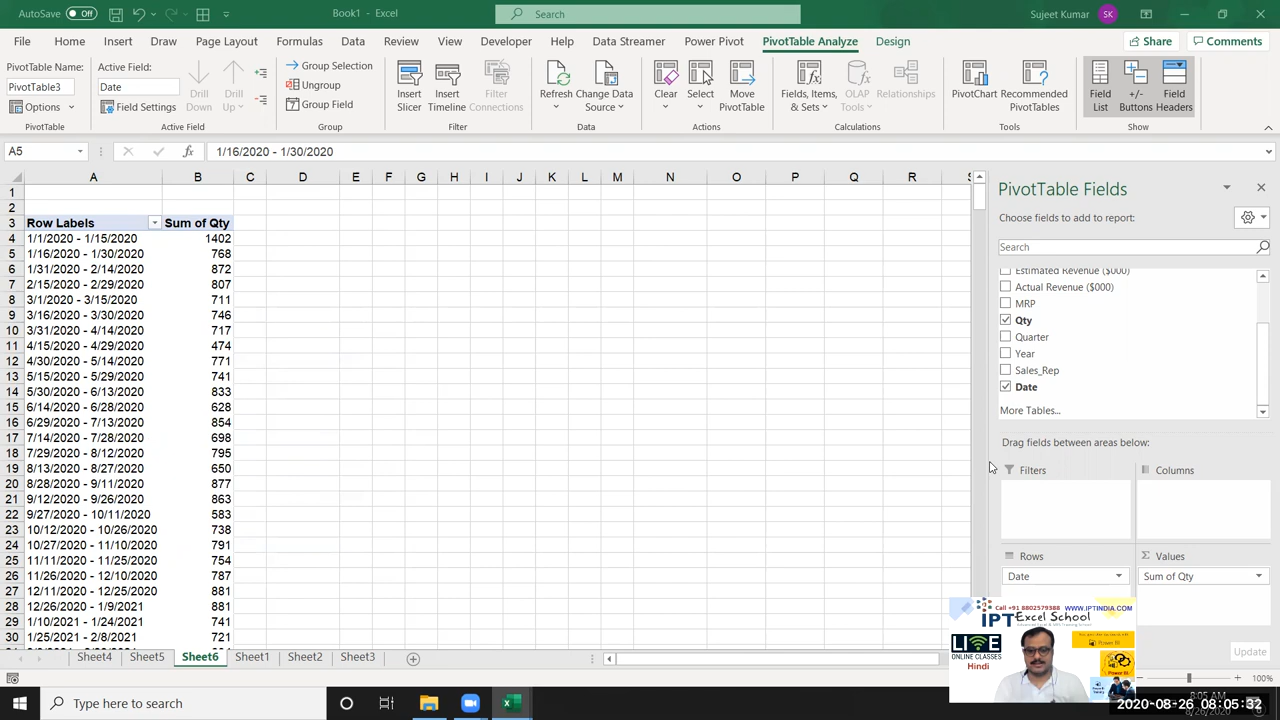 AutoSave Off Book1 - Excel Search Sujeet Kumar SK
File Home Insert Draw Page Layout Formulas Data Review View Developer Help Data Streamer Power Pivot PivotTable Analyze Design Share Comments
PivotTable Name: Active Field: Group Selection
PivotTable3 Date Ungroup
Options Field Settings Group Field
Drill Down Drill Up Insert Slicer Insert Timeline Filter Connections Refresh Change Data Source Clear Select Move PivotTable Fields, Items, & Sets OLAP Tools Relationships PivotChart Recommended PivotTables Field List +/- Buttons Field Headers
PivotTable Active Field Group Filter Data Actions Calculations Tools Show
A5 fx 1/16/2020 - 1/30/2020
A B C D E F G H I J K L M N O P Q R S
1
2
3 Row Labels Sum of Qty
4 1/1/2020 - 1/15/2020 1402
5 1/16/2020 - 1/30/2020 768
6 1/31/2020 - 2/14/2020 872
7 2/15/2020 - 2/29/2020 807
8 3/1/2020 - 3/15/2020 711
9 3/16/2020 - 3/30/2020 746
10 3/31/2020 - 4/14/2020 717
11 4/15/2020 - 4/29/2020 474
12 4/30/2020 - 5/14/2020 771
13 5/15/2020 - 5/29/2020 741
14 5/30/2020 - 6/13/2020 833
15 6/14/2020 - 6/28/2020 628
16 6/29/2020 - 7/13/2020 854
17 7/14/2020 - 7/28/2020 698
18 7/29/2020 - 8/12/2020 795
19 8/13/2020 - 8/27/2020 650
20 8/28/2020 - 9/11/2020 877
21 9/12/2020 - 9/26/2020 863
22 9/27/2020 - 10/11/2020 583
23 10/12/2020 - 10/26/2020 738
24 10/27/2020 - 11/10/2020 791
25 11/11/2020 - 11/25/2020 754
26 11/26/2020 - 12/10/2020 787
27 12/11/2020 - 12/25/2020 881
28 12/26/2020 - 1/9/2021 881
29 1/10/2021 - 1/24/2021 741
30 1/25/2021 - 2/8/2021 721
PivotTable Fields
Choose fields to add to report:
Search
Estimated Revenue ($000)
Actual Revenue ($000)
MRP
Qty
Quarter
Year
Sales_Rep
Date
More Tables...
Drag fields between areas below:
Filters Columns
Rows Values
Date Sum of Qty
Update
Call +91 8802579388 WWW.IPTINDIA.COM
IPT Excel School
LIVE
ONLINE CLASSES
Hindi
Power BI
Sheet4 Sheet5 Sheet6 Sheet3
100%
Type here to search
8:05 AM
2020-08-26 08:05:32
8/26/2020